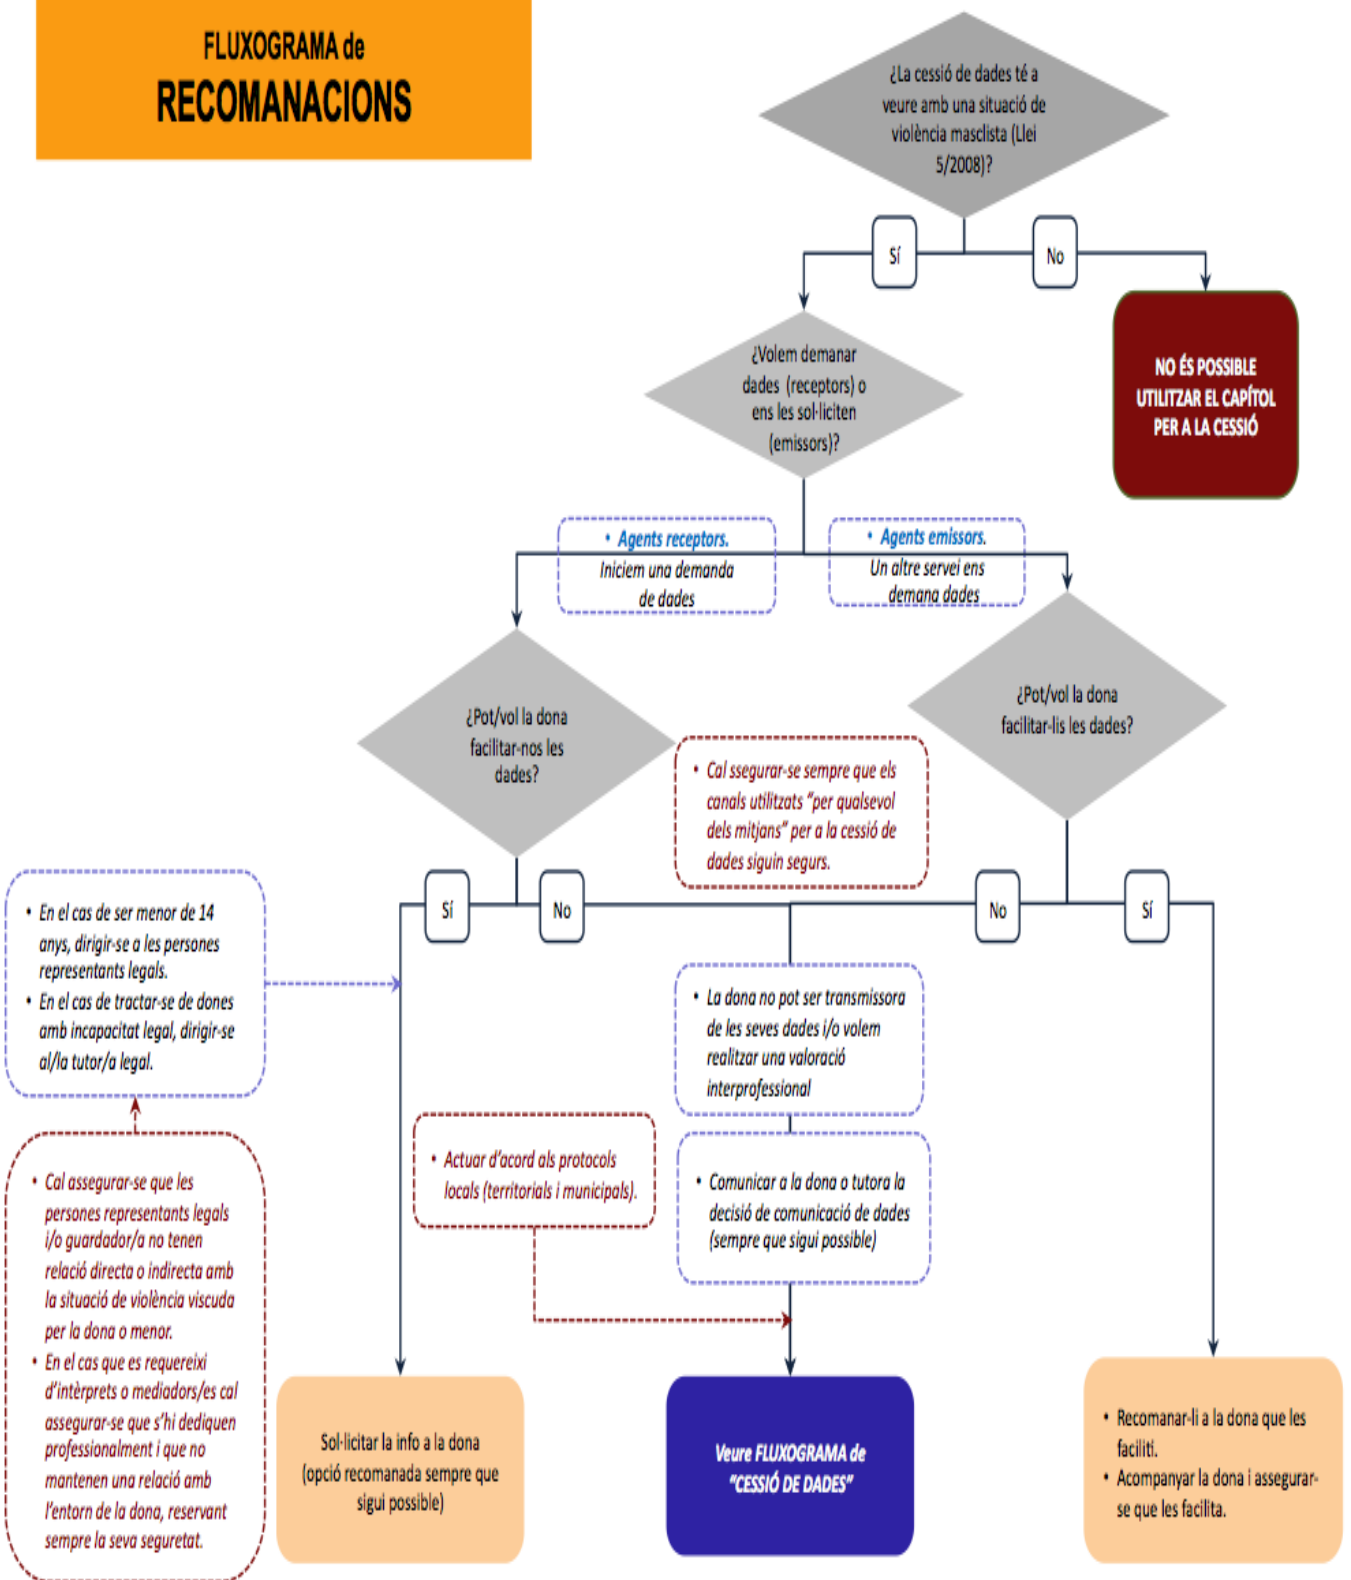 FLUXOGRAMA de
RECOMANACIONS
¿La cessió de dades té a
veure amb una situació de
violència masclista (Llei
5/2008)?
Sí
No
¿Volem demanar
dades (receptors) o
ens les sol·liciten
(emissors)?
NO ÉS POSSIBLE
UTILITZAR EL CAPÍTOL
PER A LA CESSIÓ
• Agents receptors.
Iniciem una demanda
de dades
• Agents emissors.
Un altre servei ens
demana dades
¿Pot/vol la dona
facilitar-nos les
dades?
¿Pot/vol la dona
facilitar-lis les dades?
• Cal ssegurar-se sempre que els
canals utilitzats "per qualsevol
dels mitjans" per a la cessió de
dades siguin segurs.
Sí
No
No
Sí
• En el cas de ser menor de 14
anys, dirigir-se a les persones
representants legals.
• En el cas de tractar-se de dones
amb incapacitat legal, dirigir-se
al/la tutor/a legal.
• La dona no pot ser transmissora
de les seves dades i/o volem
realitzar una valoració
interprofessional
• Actuar d'acord als protocols
locals (territorials i municipals).
• Comunicar a la dona o tutora la
decisió de comunicació de dades
(sempre que sigui possible)
• Cal assegurar-se que les
persones representants legals
i/o guardador/a no tenen
relació directa o indirecta amb
la situació de violència viscuda
per la dona o menor.
• En el cas que es requereixi
d'intèrprets o mediadors/es cal
assegurar-se que s'hi dediquen
professionalment i que no
mantenen una relació amb
l'entorn de la dona, reservant
sempre la seva seguretat.
Sol·licitar la info a la dona
(opció recomanada sempre que
sigui possible)
Veure FLUXOGRAMA de
"CESSIÓ DE DADES"
• Recomanar-li a la dona que les
faciliti.
• Acompanyar la dona i assegurar-
se que les facilita.